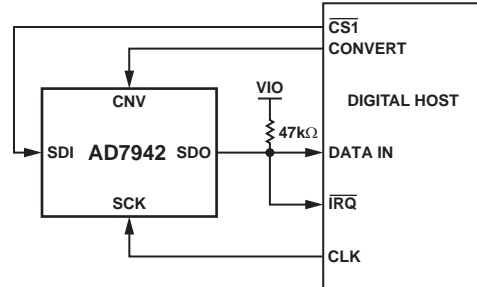 CS1
CONVERT
VIO
CNV
DIGITAL HOST
47kΩ
SDI AD7942 SDO
DATA IN
SCK
IRQ
CLK